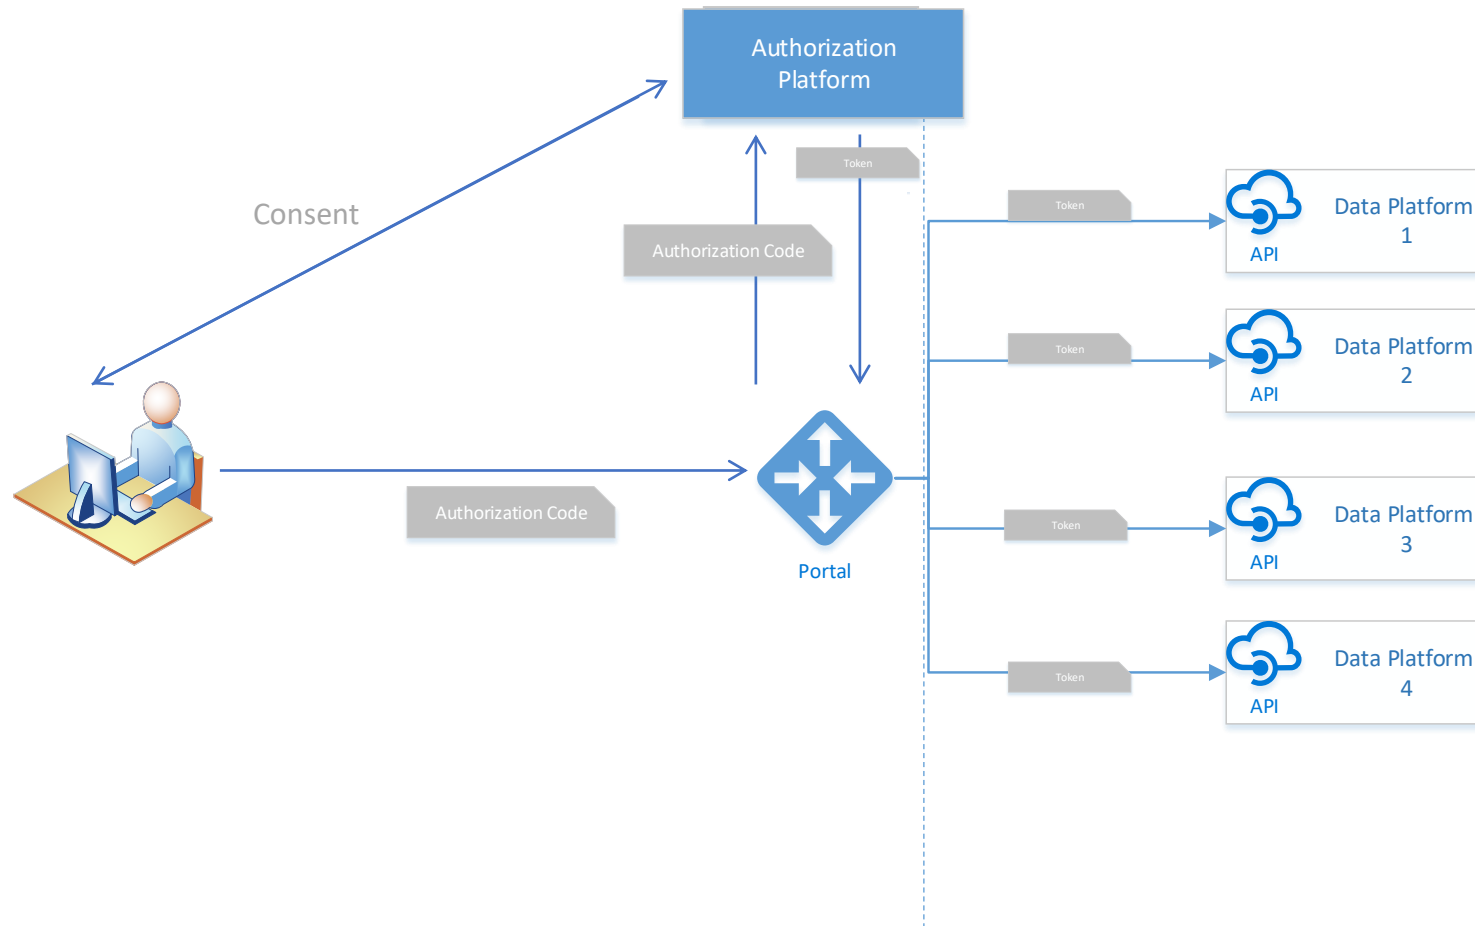 Authorization
Platform
Token
Consent
Authorization Code
Token
API
Data Platform
1
Token
API
Data Platform
2
Authorization Code
Portal
Token
API
Data Platform
3
Token
API
Data Platform
4